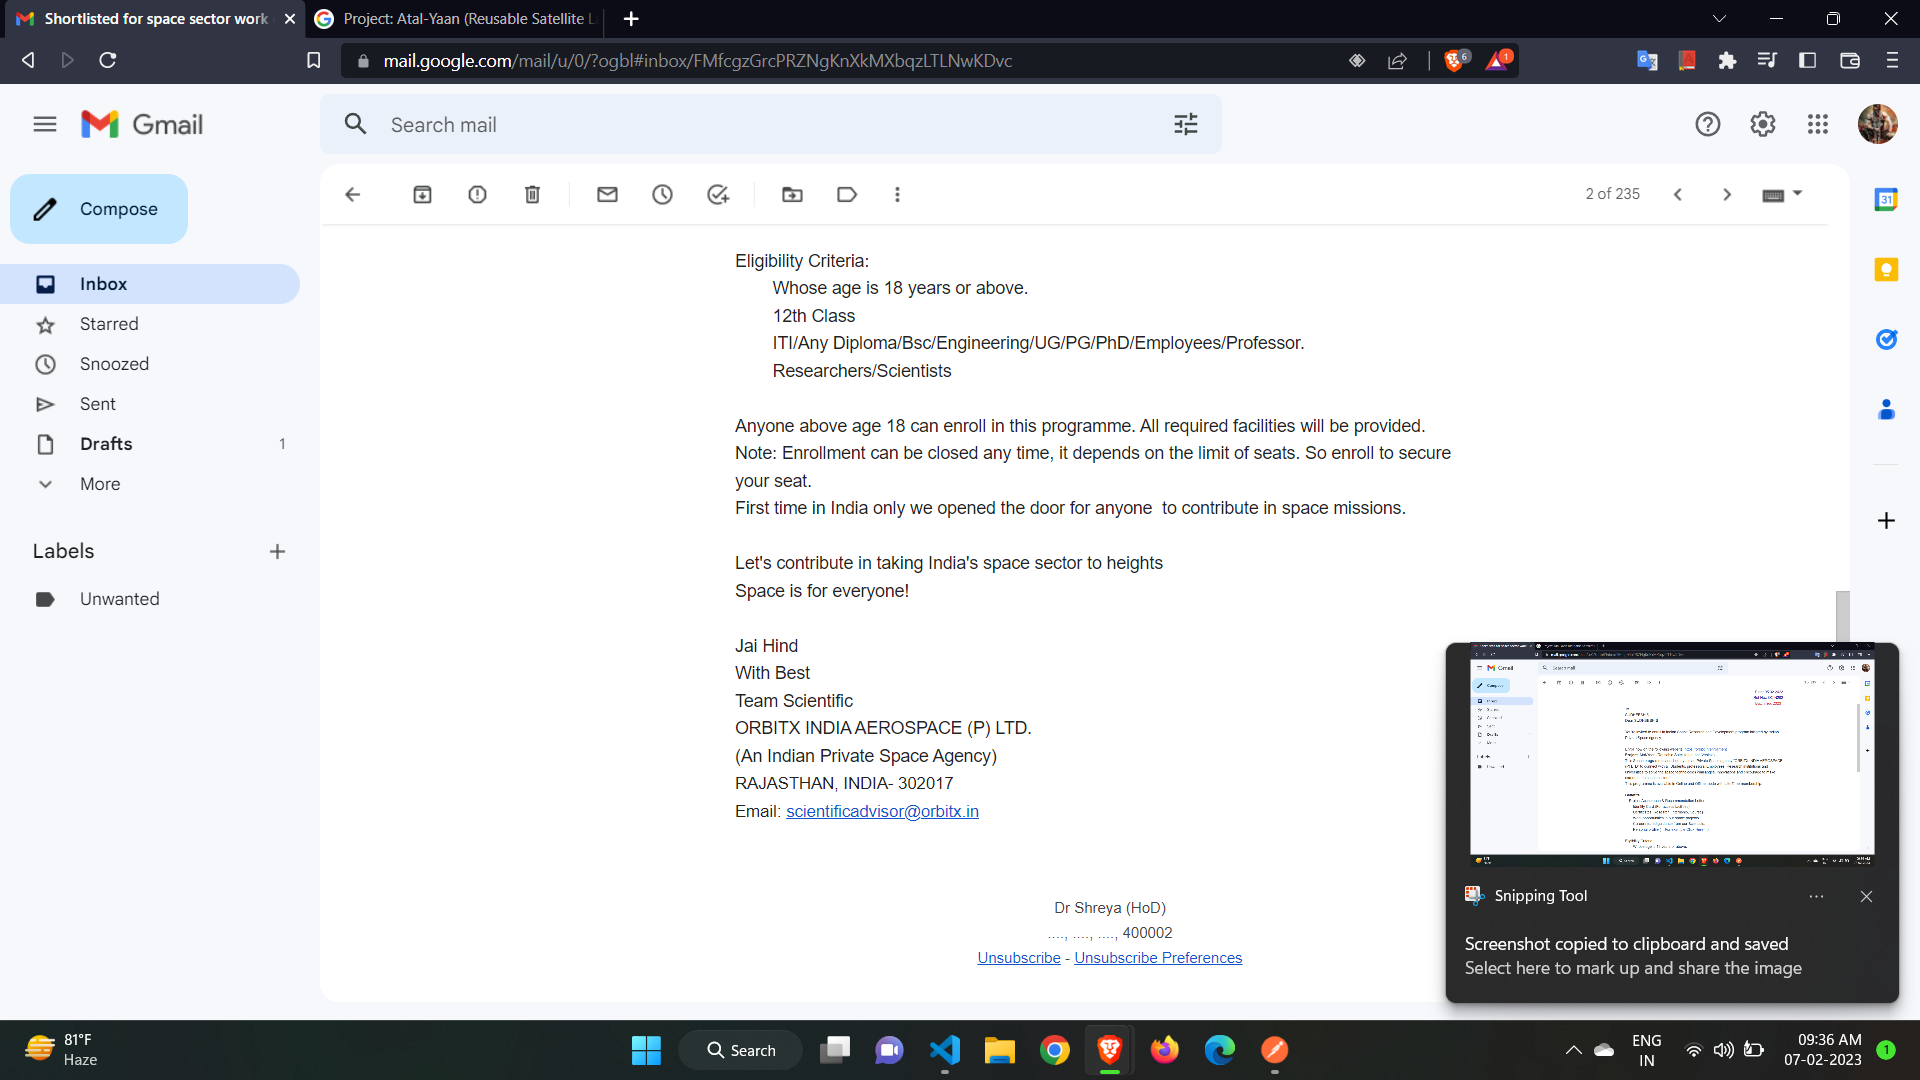 Shortlisted for space sector work
Project: Atal-Yaan (Reusable Satellite L
mail.google.com/mail/u/0/?ogbl#inbox/FMfcgzGrcPRZNgKnXkMXbqzLTLNwKDvc
6
1
Gmail
Search mail
Compose
2 of 235
31
Inbox
Starred
Snoozed
Sent
Drafts 1
More
Labels
Unwanted
Eligibility Criteria:
Whose age is 18 years or above.
12th Class
ITI/Any Diploma/Bsc/Engineering/UG/PG/PhD/Employees/Professor.
Researchers/Scientists
Anyone above age 18 can enroll in this programme. All required facilities will be provided.
Note: Enrollment can be closed any time, it depends on the limit of seats. So enroll to secure
your seat.
First time in India only we opened the door for anyone  to contribute in space missions.
Let's contribute in taking India's space sector to heights
Space is for everyone!
Jai Hind
With Best
Team Scientific
ORBITX INDIA AEROSPACE (P) LTD.
(An Indian Private Space Agency)
RAJASTHAN, INDIA- 302017
Email: scientificadvisor@orbitx.in
Dr Shreya (HoD)
...., ...., ...., 400002
Unsubscribe - Unsubscribe Preferences
Snipping Tool
Screenshot copied to clipboard and saved
Select here to mark up and share the image
81°F
Haze
Search
ENG
IN
09:36 AM
07-02-2023
1